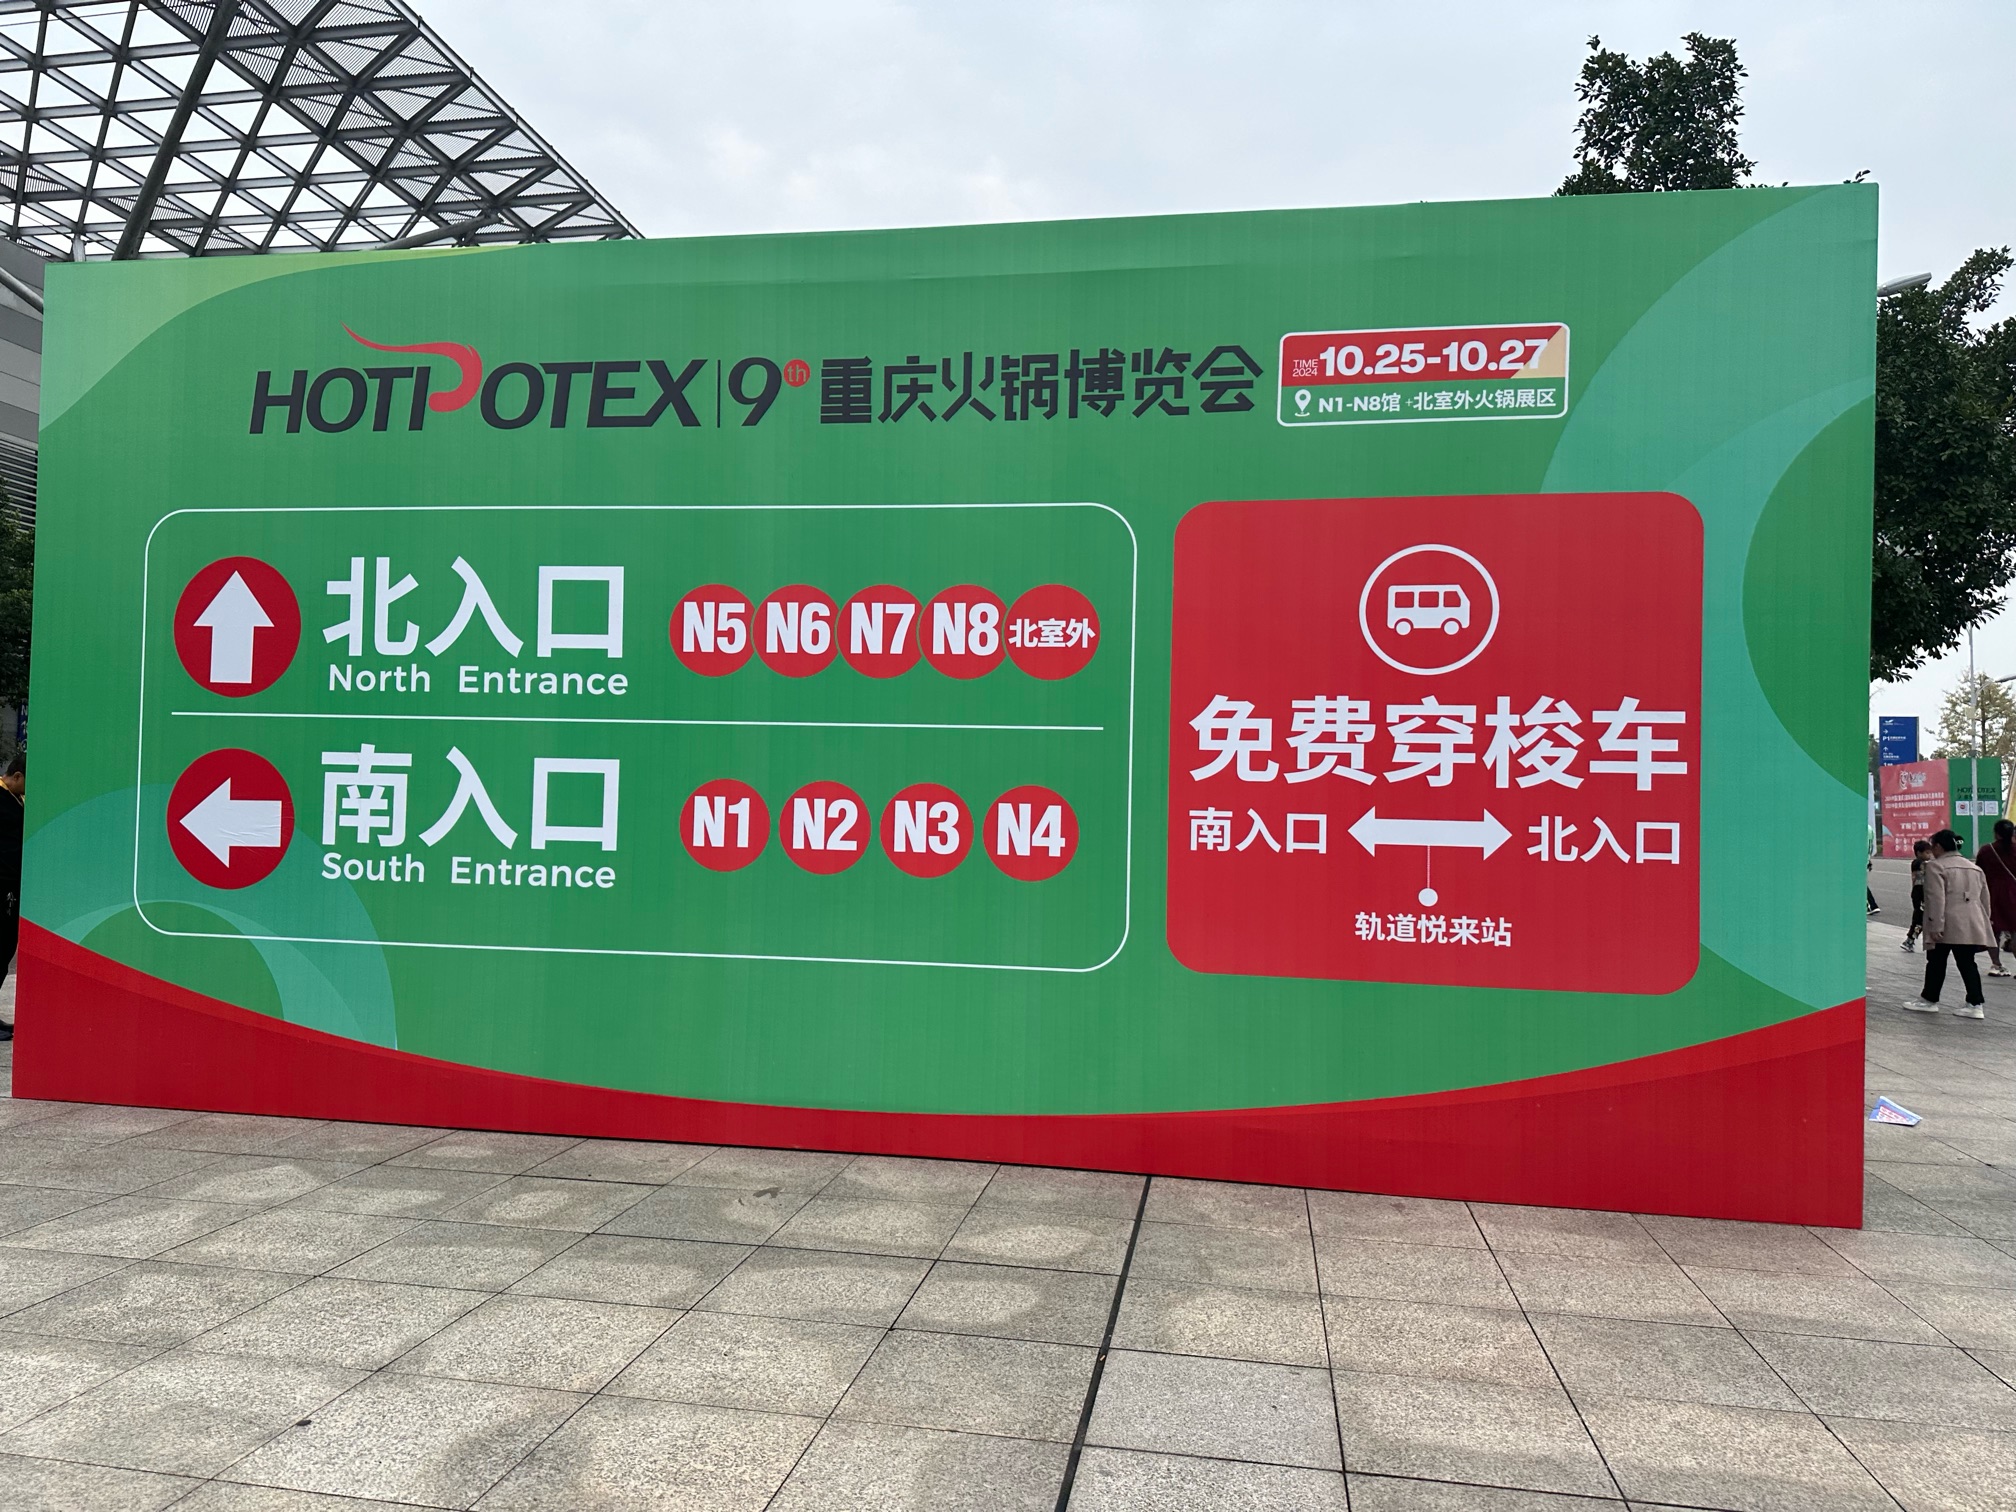 HOTPOTEX 9th 重庆火锅博览会
TIME 2024 10.25-10.27
N1-N8馆+北室外火锅展区
北入口 N5 N6 N7 N8 北室外
North Entrance
南入口 N1 N2 N3 N4
South Entrance
免费穿梭车
南入口 北入口
轨道悦来站